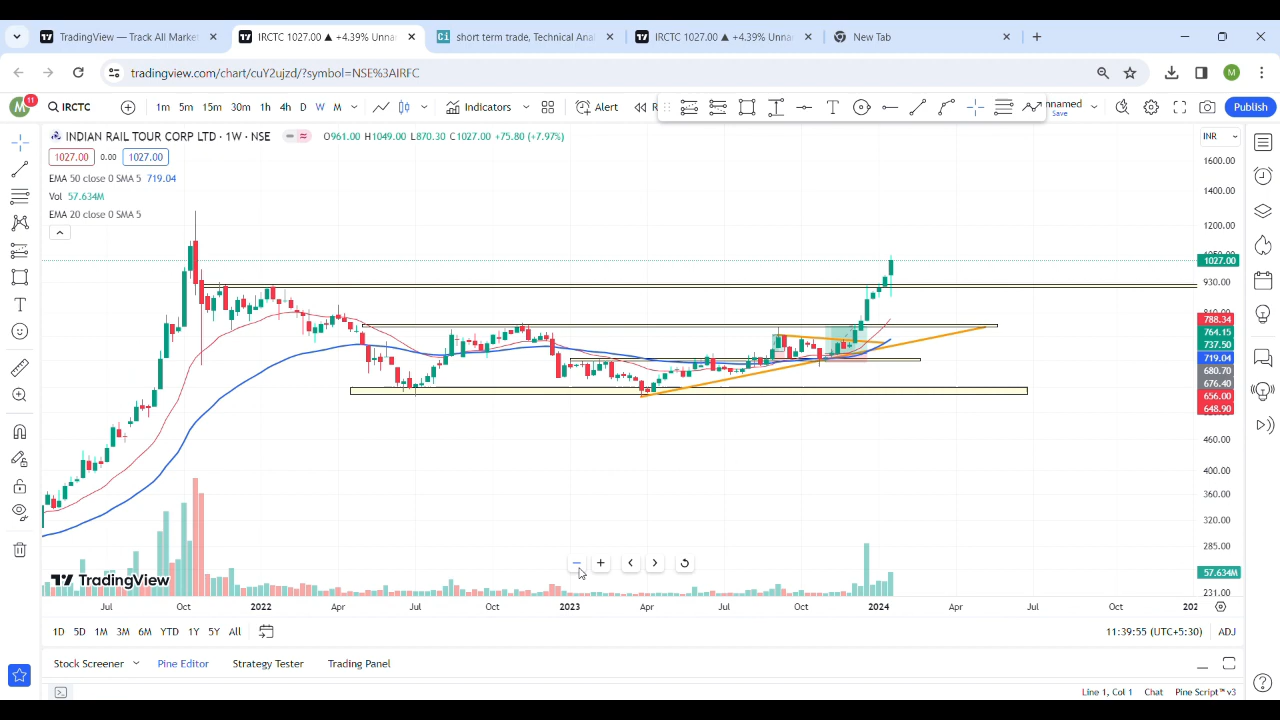 TradingView — Track All Market
IRCTC 1027.00 ▲ +4.39% Unna
short term trade, Technical Anal
IRCTC 1027.00 ▲ +4.39% Unna
New Tab
tradingview.com/chart/cuY2ujzd/?symbol=NSE%3AIRFC
M
M 11 IRCTC 1m 5m 15m 30m 1h 4h D W M Indicators Alert R T nnamed Save Publish
INDIAN RAIL TOUR CORP LTD · 1W · NSE O961.00 H1049.00 L870.30 C1027.00 +75.80 (+7.97%)
INR
1027.00 0.00 1027.00
EMA 50 close 0 SMA 5 719.04
Vol 57.634M
EMA 20 close 0 SMA 5
1600.00
1400.00
1200.00
1027.00
930.00
788.34
764.15
737.50
719.04
680.70
676.40
656.00
648.90
460.00
400.00
360.00
320.00
285.00
57.634M
231.00
TradingView
Jul Oct 2022 Apr Jul Oct 2023 Apr Jul Oct 2024 Apr Jul Oct 202
1D 5D 1M 3M 6M YTD 1Y 5Y All 11:39:55 (UTC+5:30) ADJ
Stock Screener Pine Editor Strategy Tester Trading Panel
Line 1, Col 1 Chat Pine Script™ v3